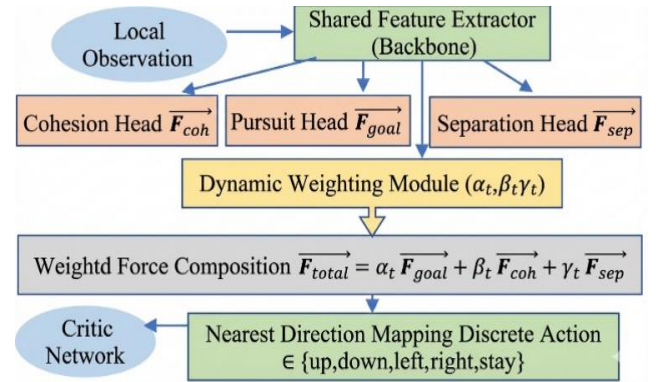 Local
Observation
Shared Feature Extractor
(Backbone)
Cohesion Head F_coh
Pursuit Head F_goal
Separation Head F_sep
Dynamic Weighting Module (α_t,β_tγ_t)
Weightd Force Composition F_total = α_t F_goal + β_t F_coh + γ_t F_sep
Critic
Network
Nearest Direction Mapping Discrete Action
∈ {up,down,left,right,stay}